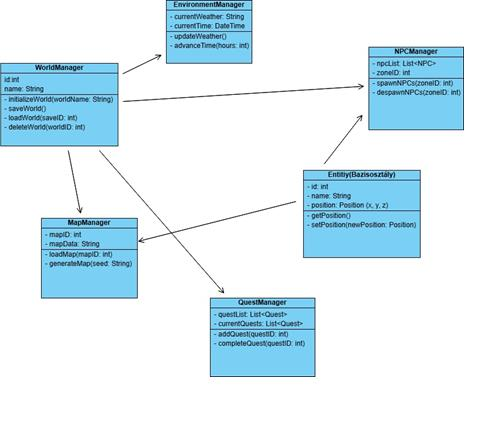 EnvironmentManager
- currentWeather: String
- currentTime: DateTime
- updateWeather()
- advanceTime(hours: int)
WorldManager
id:int
name: String
- initializeWorld(worldName: String)
- saveWorld()
- loadWorld(saveID: int)
- deleteWorld(worldID: int)
NPCManager
- npcList: List<NPC>
- zoneID: int
- spawnNPCs(zoneID: int)
- despawnNPCs(zoneID: int)
Entitiy(Bazisosztály)
- id: int
- name: String
- position: Position (x, y, z)
- getPosition()
- setPosition(newPosition: Position)
MapManager
- mapID: int
- mapData: String
- loadMap(mapID: int)
- generateMap(seed: String)
QuestManager
- questList: List<Quest>
- currentQuests: List<Quest>
- addQuest(questID: int)
- completeQuest(questID: int)